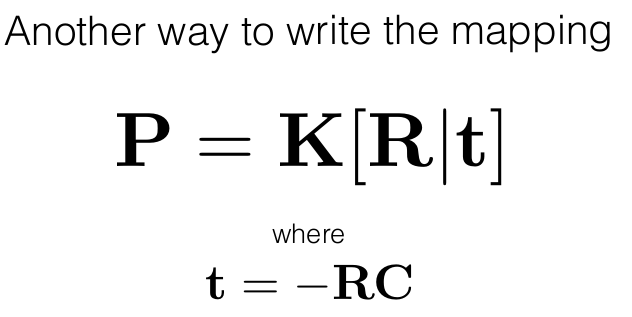 Another way to write the mapping
P = K[R|t]
where
t = −RC